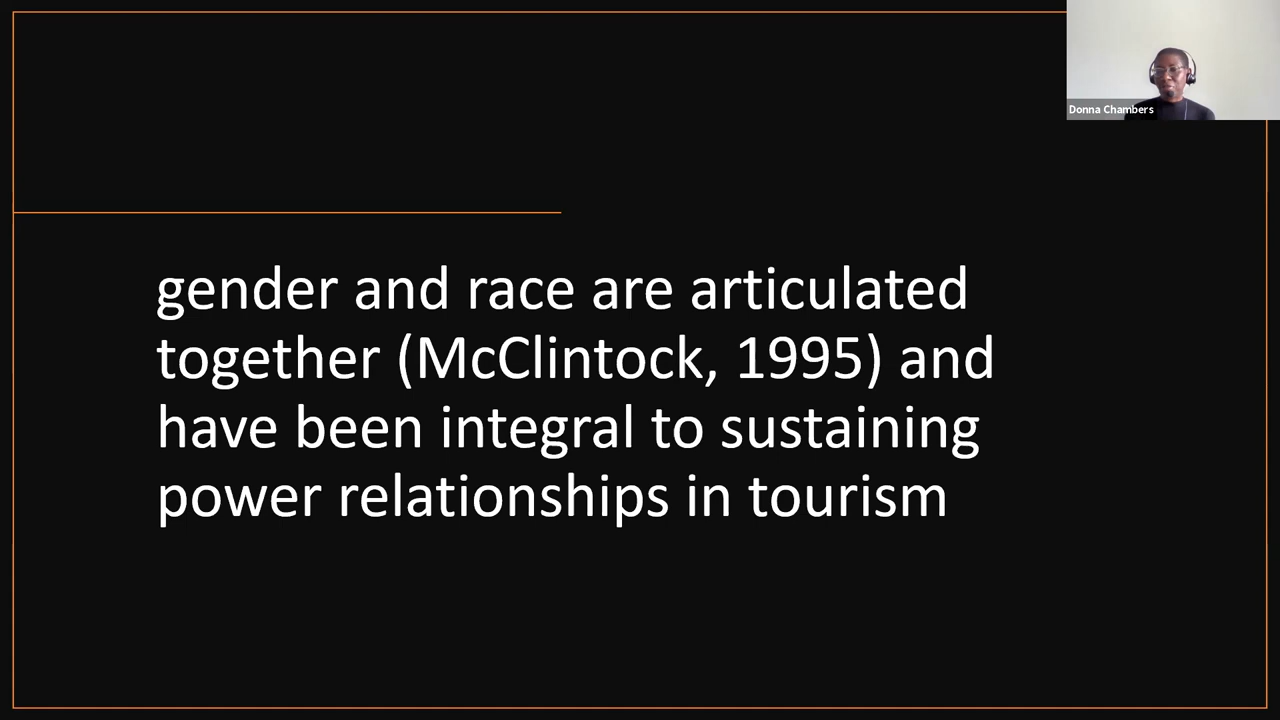 Donna Chambers
gender and race are articulated
together (McClintock, 1995) and
have been integral to sustaining
power relationships in tourism